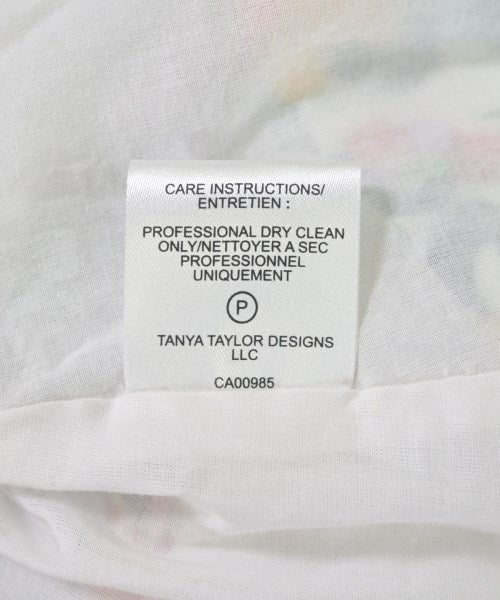 CARE INSTRUCTIONS/
ENTRETIEN :
PROFESSIONAL DRY CLEAN
ONLY/NETTOYER A SEC
PROFESSIONNEL
UNIQUEMENT
P
TANYA TAYLOR DESIGNS
LLC
CA00985